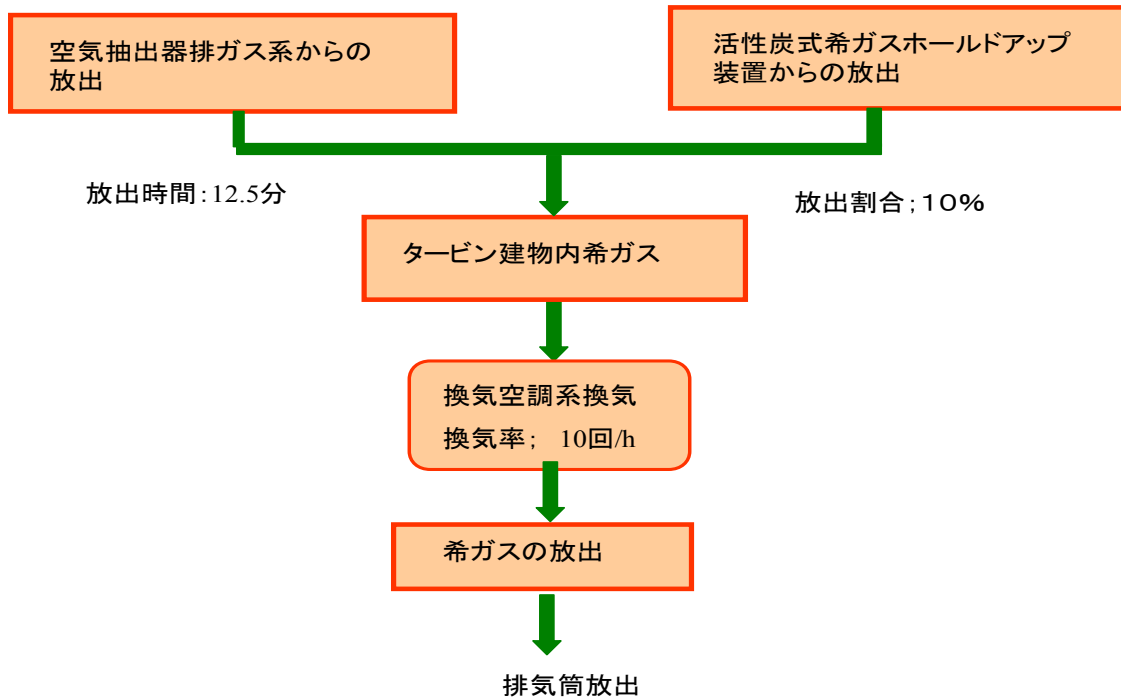 空気抽出器排ガス系からの
放出
活性炭式希ガスホールドアップ
装置からの放出
放出時間:12.5分
放出割合;10%
タービン建物内希ガス
換気空調系換気
換気率; 10回/h
希ガスの放出
排気筒放出